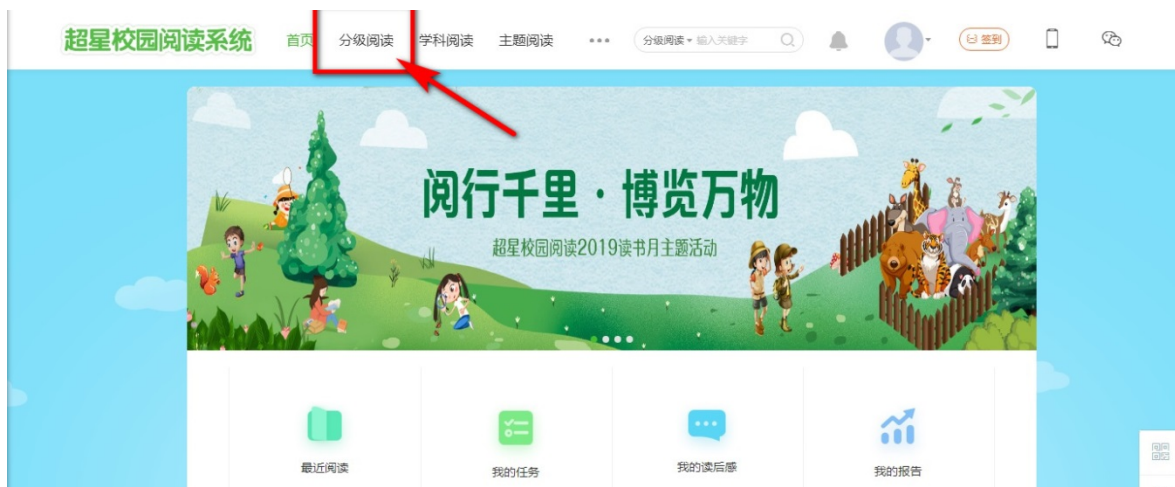 超星校园阅读系统
首页 分级阅读 学科阅读 主题阅读 ••• 分级阅读 输入关键字 签到
阅行千里·博览万物
超星校园阅读2019读书月主题活动
最近阅读 我的任务 我的读后感 我的报告